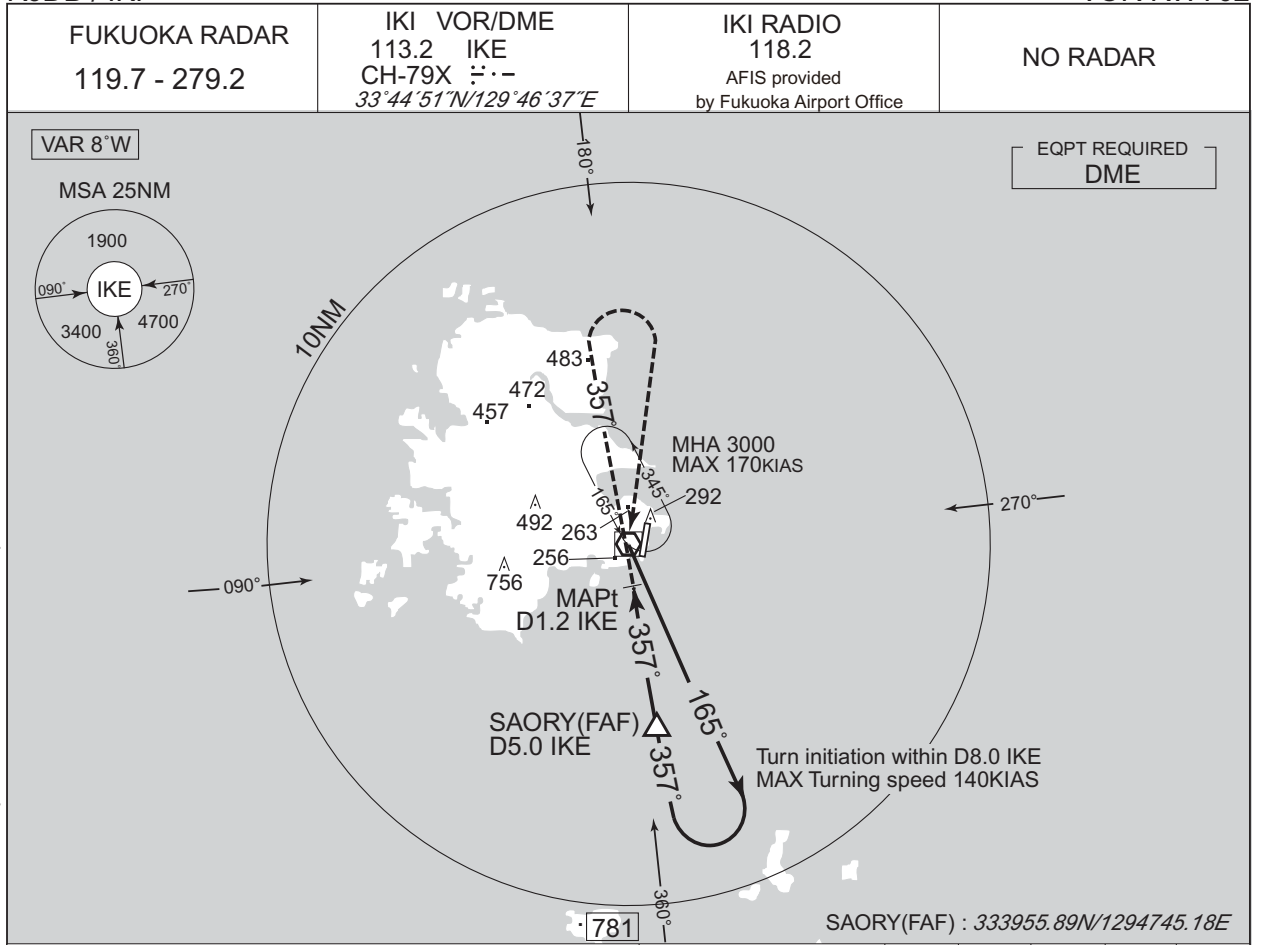 FUKUOKA RADAR
119.7 - 279.2
IKI VOR/DME
113.2 IKE
CH-79X
33°44´51˝N/129°46´37˝E
IKI RADIO
118.2
AFIS provided
by Fukuoka Airport Office
NO RADAR
VAR 8°W
MSA 25NM
1900
090°
IKE
270°
3400
4700
360°
EQPT REQUIRED
DME
180°
10NM
483
357°
472
457
MHA 3000
MAX 170KIAS
345°
165°
292
492
263
256
756
270°
090°
MAPt
D1.2 IKE
357°
SAORY(FAF)
D5.0 IKE
165°
357°
Turn initiation within D8.0 IKE
MAX Turning speed 140KIAS
360°
781
SAORY(FAF) : 333955.89N/1294745.18E